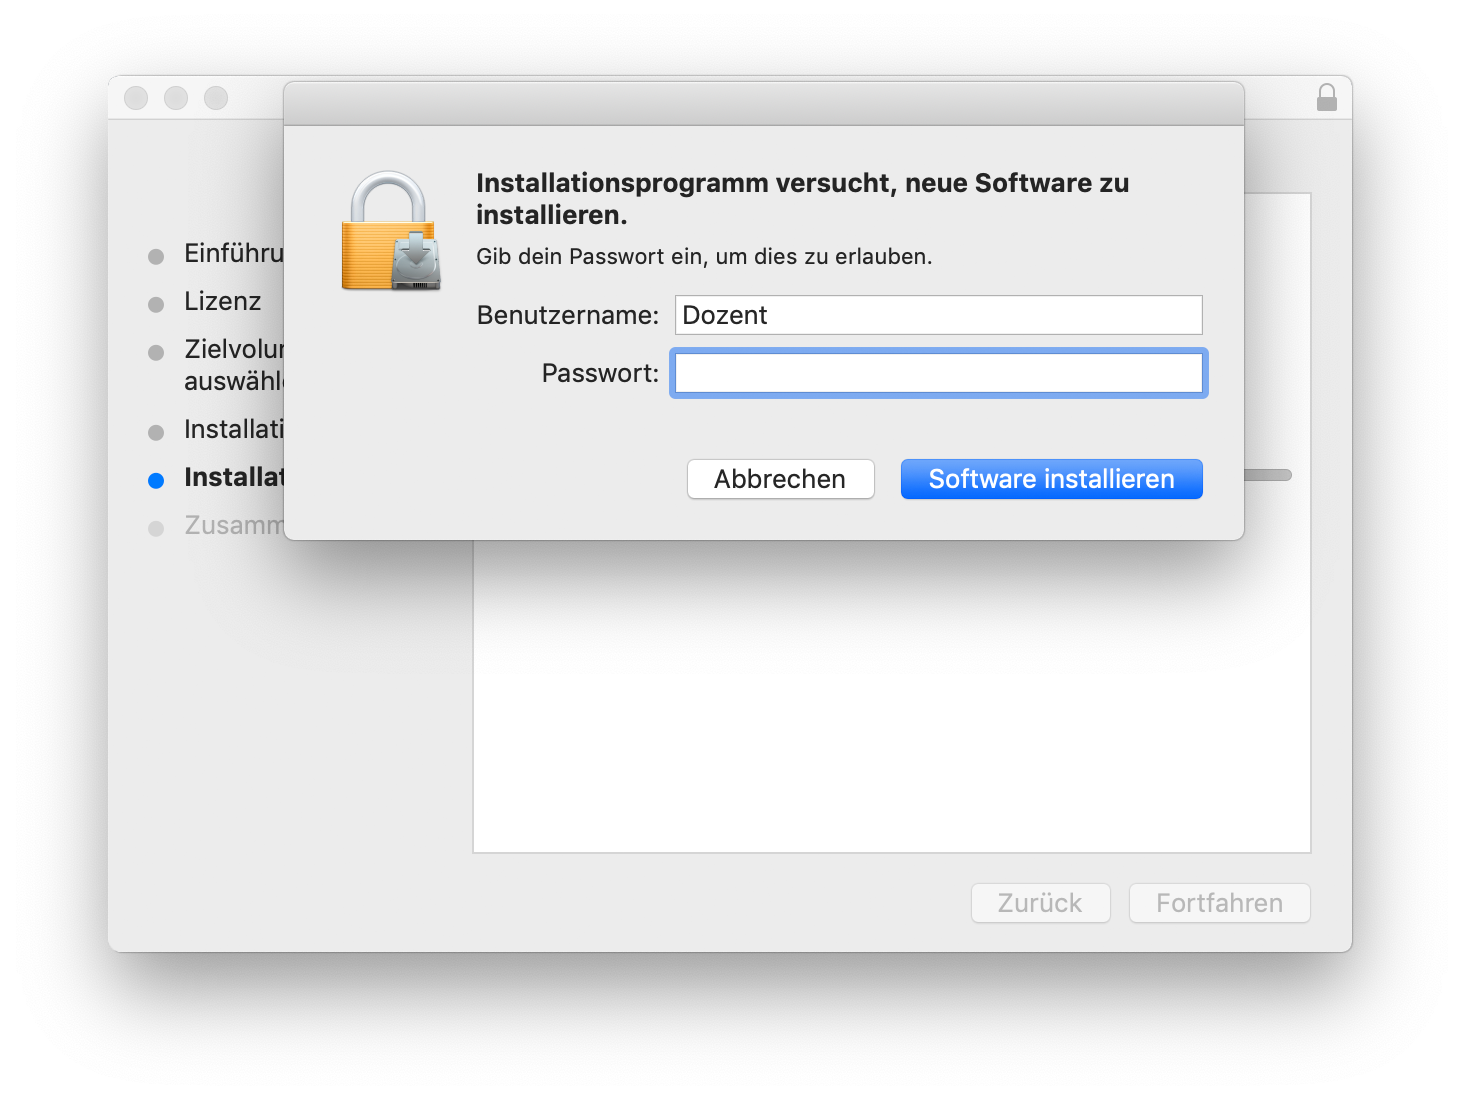 Installationsprogramm versucht, neue Software zu
installieren.
Gib dein Passwort ein, um dies zu erlauben.
Benutzername: Dozent
Passwort:
Abbrechen Software installieren
Einführu
Lizenz
Zielvolu
auswähl
Installati
Installat
Zusamm
Zurück Fortfahren